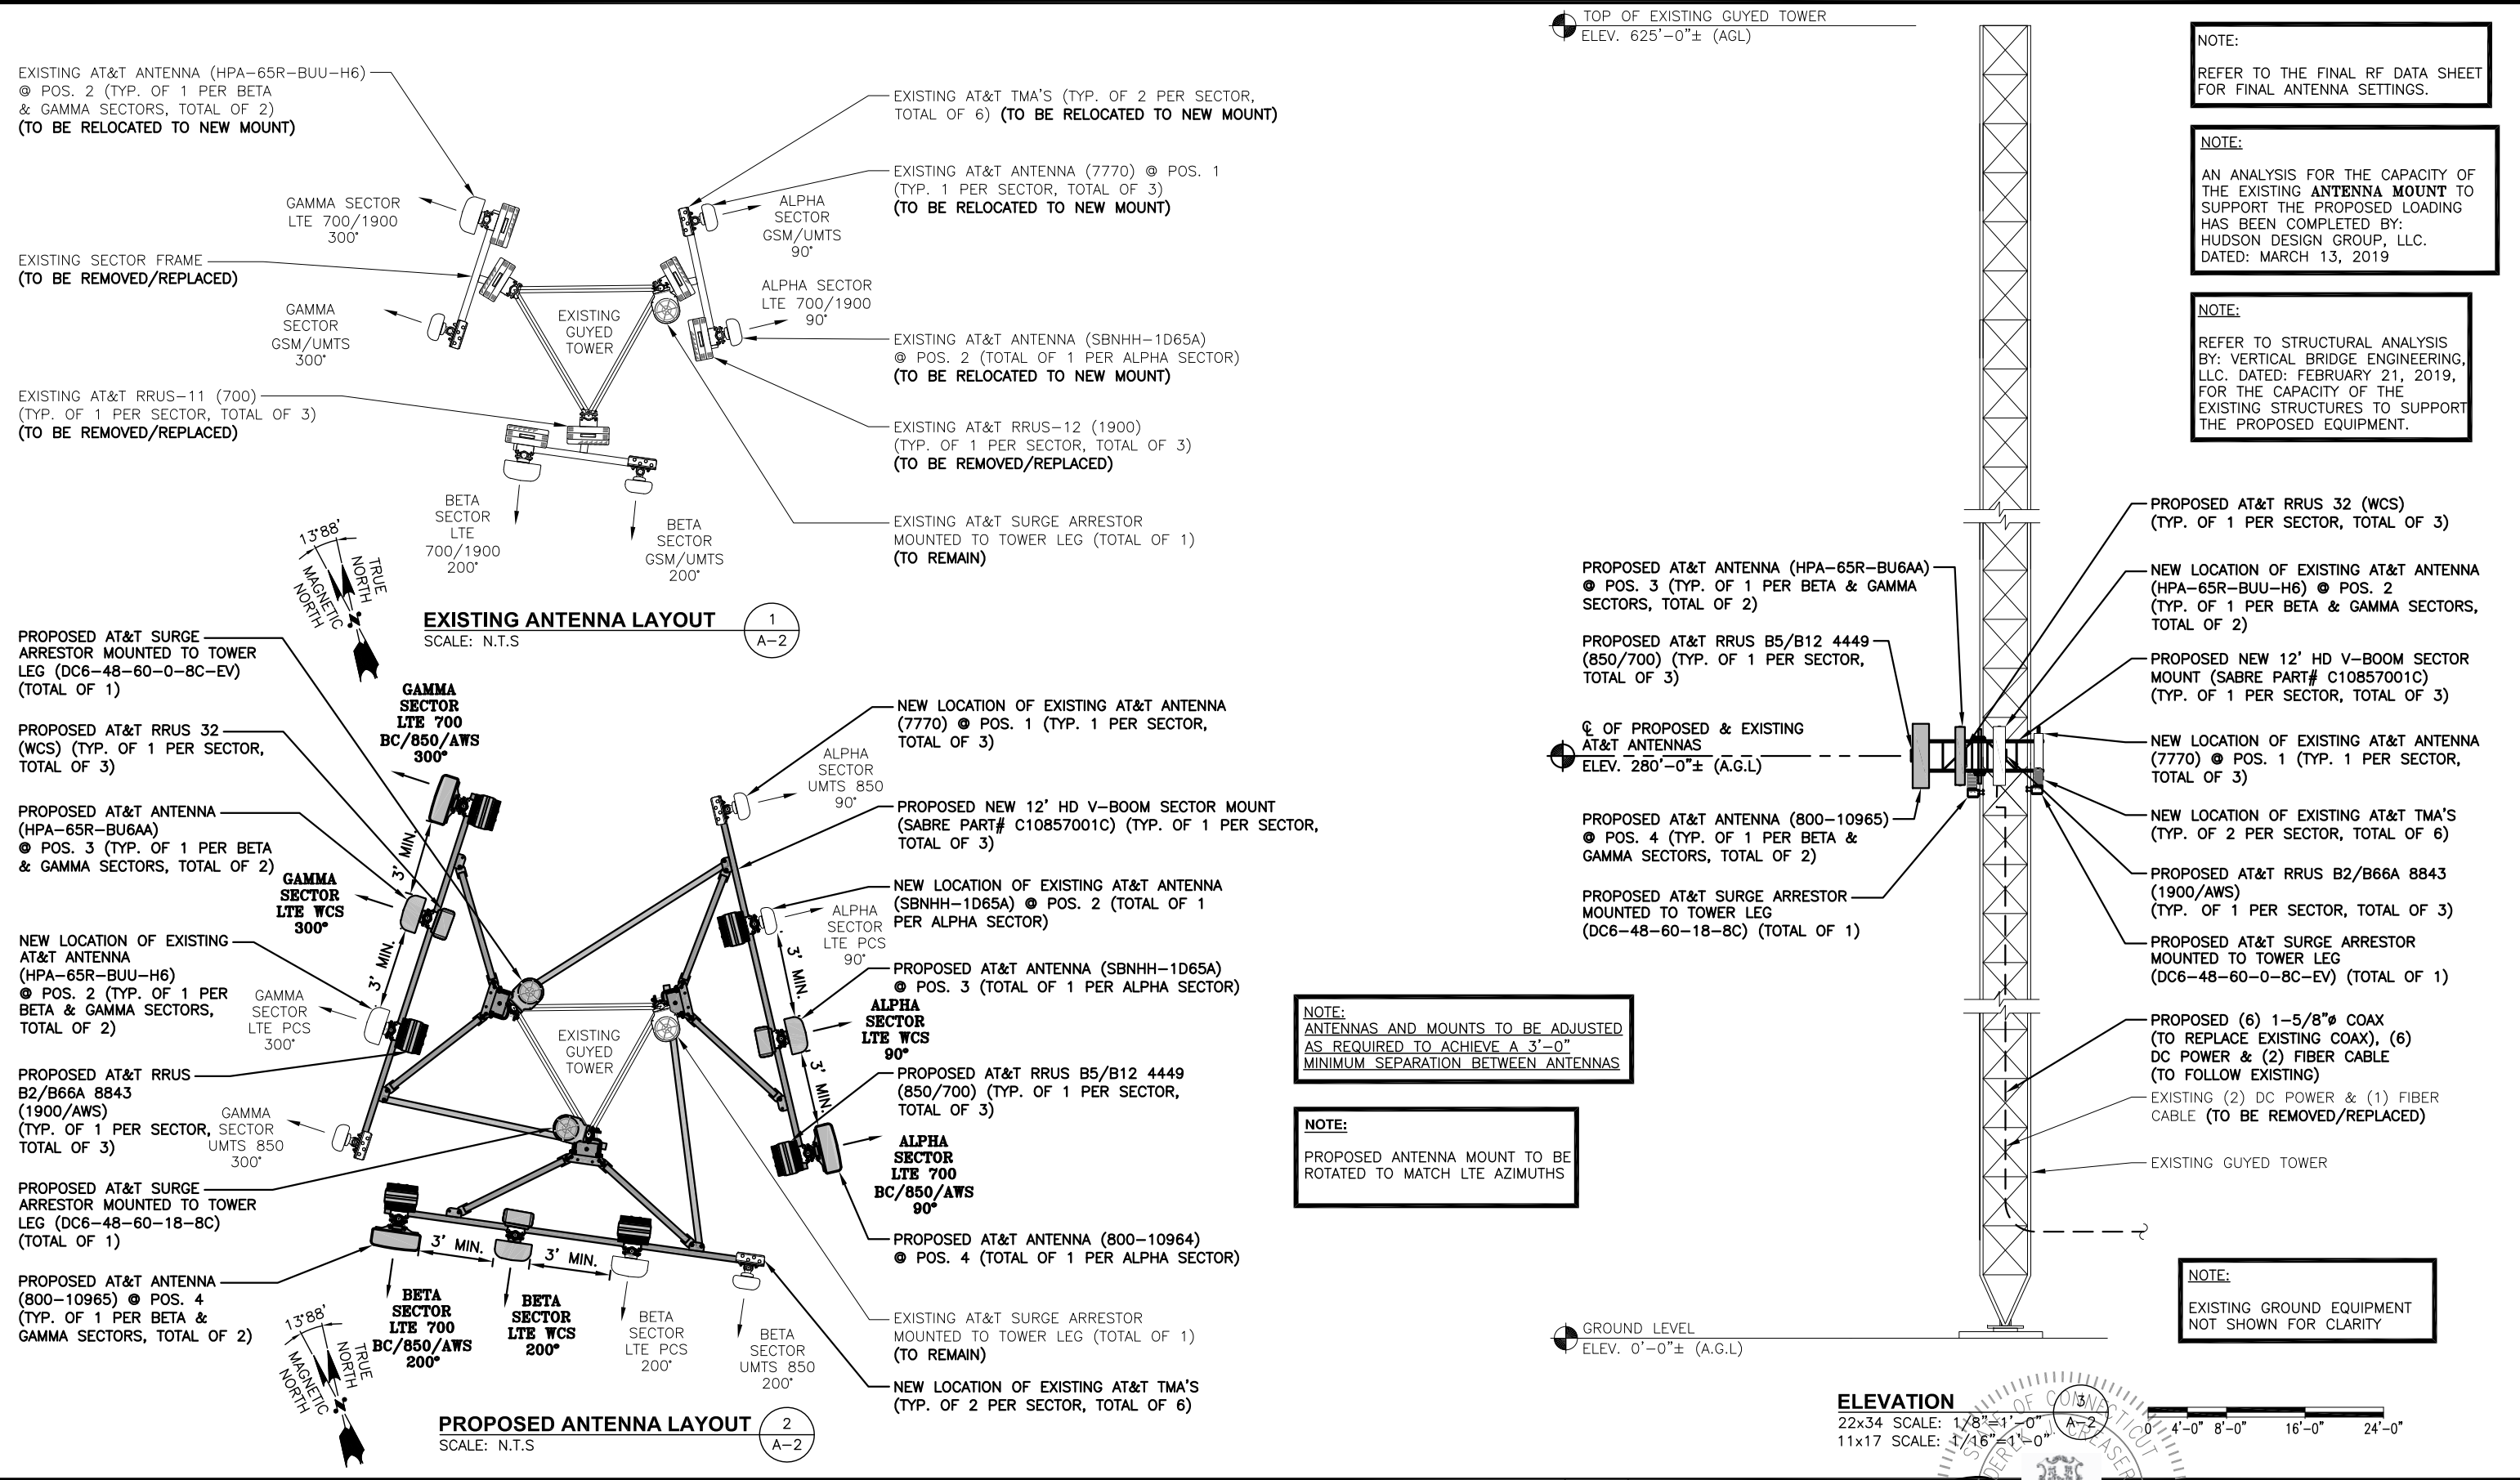 EXISTING AT&T ANTENNA (HPA-65R-BUU-H6)
@ POS. 2 (TYP. OF 1 PER BETA
& GAMMA SECTORS, TOTAL OF 2)
(TO BE RELOCATED TO NEW MOUNT)
GAMMA SECTOR
LTE 700/1900
300°
EXISTING SECTOR FRAME
(TO BE REMOVED/REPLACED)
GAMMA
SECTOR
GSM/UMTS
300°
EXISTING AT&T RRUS-11 (700)
(TYP. OF 1 PER SECTOR, TOTAL OF 3)
(TO BE REMOVED/REPLACED)
EXISTING
GUYED
TOWER
BETA
SECTOR
LTE
700/1900
200°
BETA
SECTOR
GSM/UMTS
200°
ALPHA
SECTOR
GSM/UMTS
90°
ALPHA SECTOR
LTE 700/1900
90°
EXISTING AT&T TMA'S (TYP. OF 2 PER SECTOR,
TOTAL OF 6) (TO BE RELOCATED TO NEW MOUNT)
EXISTING AT&T ANTENNA (7770) @ POS. 1
(TYP. 1 PER SECTOR, TOTAL OF 3)
(TO BE RELOCATED TO NEW MOUNT)
EXISTING AT&T ANTENNA (SBNHH-1D65A)
@ POS. 2 (TOTAL OF 1 PER ALPHA SECTOR)
(TO BE RELOCATED TO NEW MOUNT)
EXISTING AT&T RRUS-12 (1900)
(TYP. OF 1 PER SECTOR, TOTAL OF 3)
(TO BE REMOVED/REPLACED)
EXISTING AT&T SURGE ARRESTOR
MOUNTED TO TOWER LEG (TOTAL OF 1)
(TO REMAIN)
13°88'
TRUE
NORTH
MAGNETIC
NORTH
EXISTING ANTENNA LAYOUT
SCALE: N.T.S
1
A-2
PROPOSED AT&T SURGE
ARRESTOR MOUNTED TO TOWER
LEG (DC6-48-60-0-8C-EV)
(TOTAL OF 1)
PROPOSED AT&T RRUS 32
(WCS) (TYP. OF 1 PER SECTOR,
TOTAL OF 3)
PROPOSED AT&T ANTENNA
(HPA-65R-BU6AA)
@ POS. 3 (TYP. OF 1 PER BETA
& GAMMA SECTORS, TOTAL OF 2)
NEW LOCATION OF EXISTING
AT&T ANTENNA
(HPA-65R-BUU-H6)
@ POS. 2 (TYP. OF 1 PER
BETA & GAMMA SECTORS,
TOTAL OF 2)
PROPOSED AT&T RRUS
B2/B66A 8843
(1900/AWS)
(TYP. OF 1 PER SECTOR,
TOTAL OF 3)
PROPOSED AT&T SURGE
ARRESTOR MOUNTED TO TOWER
LEG (DC6-48-60-18-8C)
(TOTAL OF 1)
PROPOSED AT&T ANTENNA
(800-10965) @ POS. 4
(TYP. OF 1 PER BETA &
GAMMA SECTORS, TOTAL OF 2)
GAMMA
SECTOR
LTE 700
BC/850/AWS
300°
3' MIN.
GAMMA
SECTOR
LTE WCS
300°
3' MIN.
GAMMA
SECTOR
LTE PCS
300°
GAMMA
SECTOR
UMTS 850
300°
EXISTING
GUYED
TOWER
3' MIN.
3' MIN.
BETA
SECTOR
LTE 700
BC/850/AWS
200°
BETA
SECTOR
LTE WCS
200°
BETA
SECTOR
LTE PCS
200°
BETA
SECTOR
UMTS 850
200°
ALPHA
SECTOR
UMTS 850
90°
ALPHA
SECTOR
LTE PCS
90°
3' MIN.
ALPHA
SECTOR
LTE WCS
90°
3' MIN.
ALPHA
SECTOR
LTE 700
BC/850/AWS
90°
NEW LOCATION OF EXISTING AT&T ANTENNA
(7770) @ POS. 1 (TYP. 1 PER SECTOR,
TOTAL OF 3)
PROPOSED NEW 12' HD V-BOOM SECTOR MOUNT
(SABRE PART# C10857001C) (TYP. OF 1 PER SECTOR,
TOTAL OF 3)
NEW LOCATION OF EXISTING AT&T ANTENNA
(SBNHH-1D65A) @ POS. 2 (TOTAL OF 1
PER ALPHA SECTOR)
PROPOSED AT&T ANTENNA (SBNHH-1D65A)
@ POS. 3 (TOTAL OF 1 PER ALPHA SECTOR)
PROPOSED AT&T RRUS B5/B12 4449
(850/700) (TYP. OF 1 PER SECTOR,
TOTAL OF 3)
PROPOSED AT&T ANTENNA (800-10964)
@ POS. 4 (TOTAL OF 1 PER ALPHA SECTOR)
EXISTING AT&T SURGE ARRESTOR
MOUNTED TO TOWER LEG (TOTAL OF 1)
(TO REMAIN)
NEW LOCATION OF EXISTING AT&T TMA'S
(TYP. OF 2 PER SECTOR, TOTAL OF 6)
13°88'
TRUE
NORTH
MAGNETIC
NORTH
PROPOSED ANTENNA LAYOUT
SCALE: N.T.S
2
A-2
NOTE:
ANTENNAS AND MOUNTS TO BE ADJUSTED
AS REQUIRED TO ACHIEVE A 3'-0"
MINIMUM SEPARATION BETWEEN ANTENNAS
NOTE:
PROPOSED ANTENNA MOUNT TO BE
ROTATED TO MATCH LTE AZIMUTHS
TOP OF EXISTING GUYED TOWER
ELEV. 625'-0"± (AGL)
PROPOSED AT&T ANTENNA (HPA-65R-BU6AA)
@ POS. 3 (TYP. OF 1 PER BETA & GAMMA
SECTORS, TOTAL OF 2)
PROPOSED AT&T RRUS B5/B12 4449
(850/700) (TYP. OF 1 PER SECTOR,
TOTAL OF 3)
℄ OF PROPOSED & EXISTING
AT&T ANTENNAS
ELEV. 280'-0"± (A.G.L)
PROPOSED AT&T ANTENNA (800-10965)
@ POS. 4 (TYP. OF 1 PER BETA &
GAMMA SECTORS, TOTAL OF 2)
PROPOSED AT&T SURGE ARRESTOR
MOUNTED TO TOWER LEG
(DC6-48-60-18-8C) (TOTAL OF 1)
GROUND LEVEL
ELEV. 0'-0"± (A.G.L)
NOTE:
REFER TO THE FINAL RF DATA SHEET
FOR FINAL ANTENNA SETTINGS.
NOTE:
AN ANALYSIS FOR THE CAPACITY OF
THE EXISTING ANTENNA MOUNT TO
SUPPORT THE PROPOSED LOADING
HAS BEEN COMPLETED BY:
HUDSON DESIGN GROUP, LLC.
DATED: MARCH 13, 2019
NOTE:
REFER TO STRUCTURAL ANALYSIS
BY: VERTICAL BRIDGE ENGINEERING,
LLC. DATED: FEBRUARY 21, 2019,
FOR THE CAPACITY OF THE
EXISTING STRUCTURES TO SUPPORT
THE PROPOSED EQUIPMENT.
PROPOSED AT&T RRUS 32 (WCS)
(TYP. OF 1 PER SECTOR, TOTAL OF 3)
NEW LOCATION OF EXISTING AT&T ANTENNA
(HPA-65R-BUU-H6) @ POS. 2
(TYP. OF 1 PER BETA & GAMMA SECTORS,
TOTAL OF 2)
PROPOSED NEW 12' HD V-BOOM SECTOR
MOUNT (SABRE PART# C10857001C)
(TYP. OF 1 PER SECTOR, TOTAL OF 3)
NEW LOCATION OF EXISTING AT&T ANTENNA
(7770) @ POS. 1 (TYP. 1 PER SECTOR,
TOTAL OF 3)
NEW LOCATION OF EXISTING AT&T TMA'S
(TYP. OF 2 PER SECTOR, TOTAL OF 6)
PROPOSED AT&T RRUS B2/B66A 8843
(1900/AWS)
(TYP. OF 1 PER SECTOR, TOTAL OF 3)
PROPOSED AT&T SURGE ARRESTOR
MOUNTED TO TOWER LEG
(DC6-48-60-0-8C-EV) (TOTAL OF 1)
PROPOSED (6) 1-5/8"ø COAX
(TO REPLACE EXISTING COAX), (6)
DC POWER & (2) FIBER CABLE
(TO FOLLOW EXISTING)
EXISTING (2) DC POWER & (1) FIBER
CABLE (TO BE REMOVED/REPLACED)
EXISTING GUYED TOWER
NOTE:
EXISTING GROUND EQUIPMENT
NOT SHOWN FOR CLARITY
ELEVATION
22x34 SCALE: 1/8"=1'-0"
11x17 SCALE: 1/16"=1'-0"
3
A-2
0 4'-0" 8'-0" 16'-0" 24'-0"
STATE OF CONNECTICUT
DEREK J. CREASER